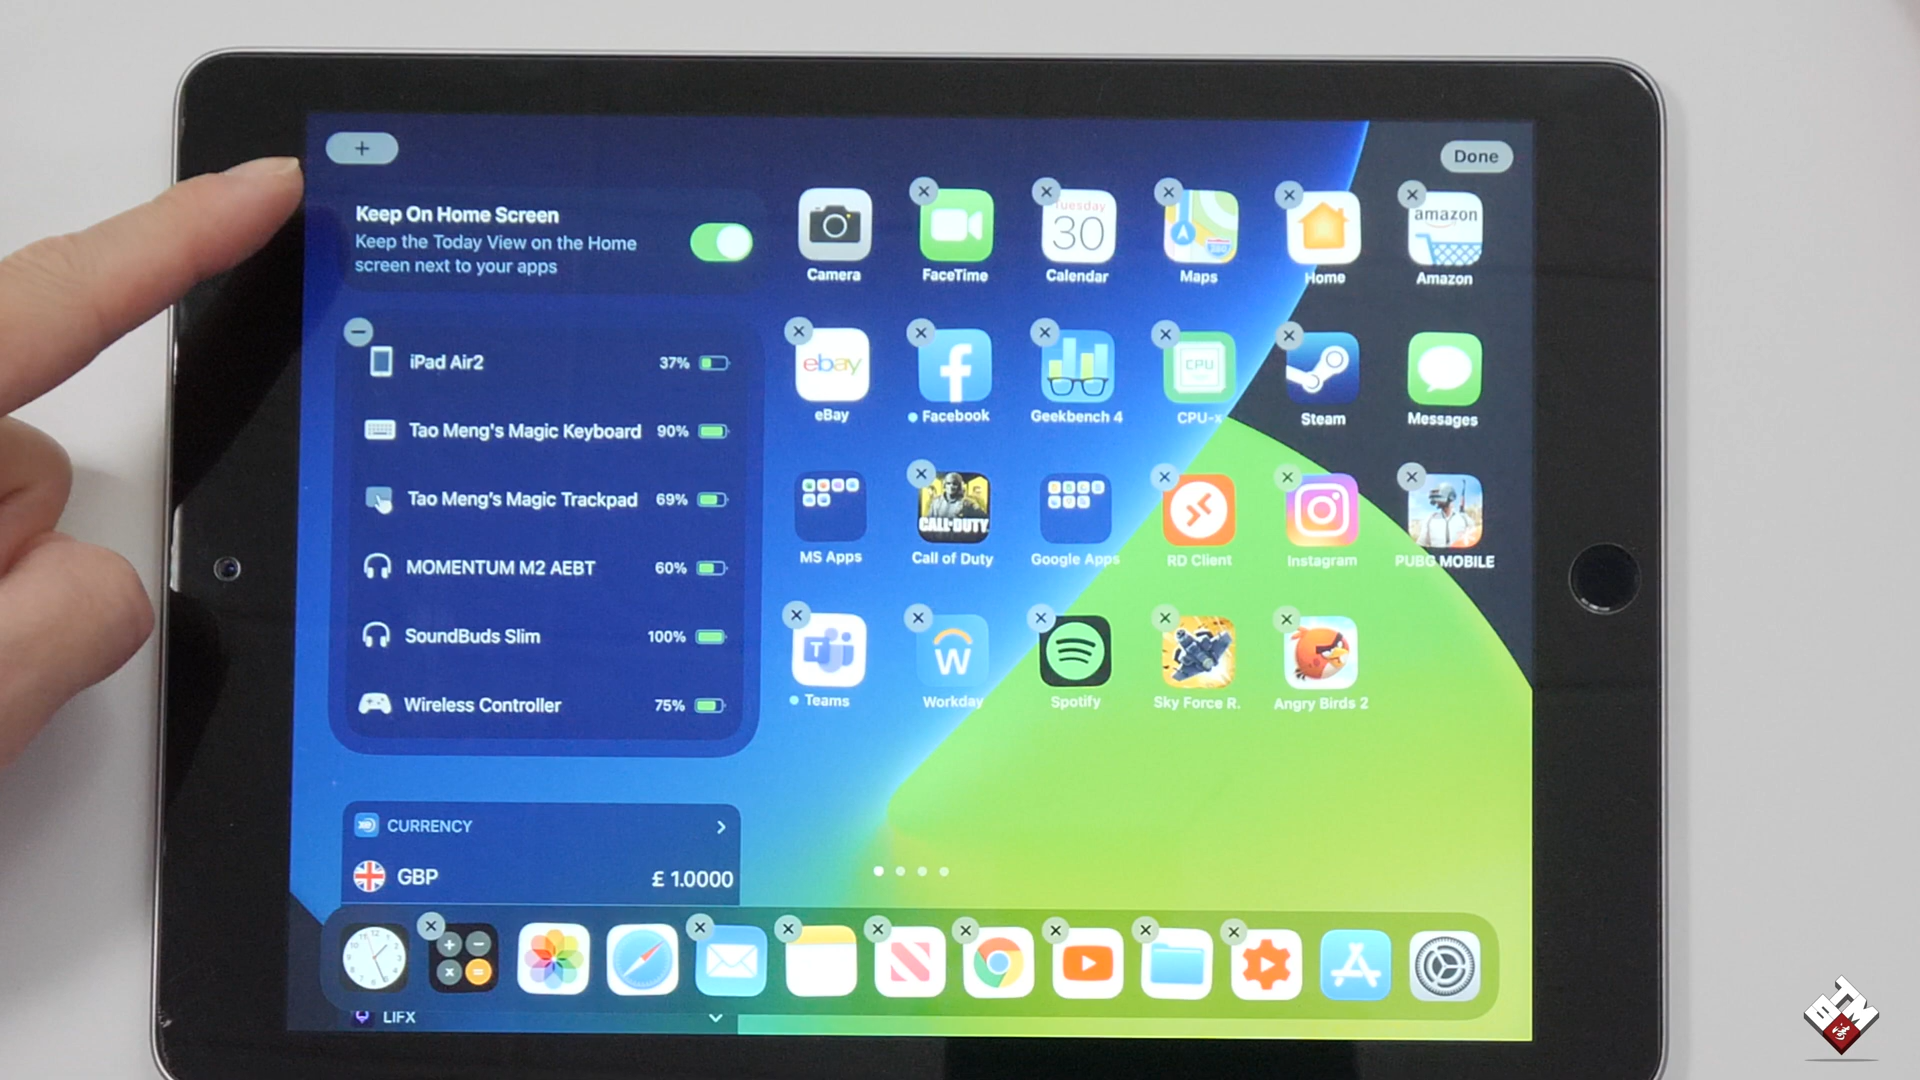 +
Done
Keep On Home Screen
Keep the Today View on the Home
screen next to your apps
Camera
FaceTime
Tuesday
30
Calendar
280
Maps
Home
amazon
Amazon
iPad Air2 37%
Tao Meng's Magic Keyboard 90%
Tao Meng's Magic Trackpad 69%
MOMENTUM M2 AEBT 60%
SoundBuds Slim 100%
Wireless Controller 75%
ebay
eBay
Facebook
Geekbench 4
CPU
CPU-x
Steam
Messages
MS Apps
CALL OF DUTY
Call of Duty
Google Apps
RD Client
Instagram
PUBG MOBILE
T
Teams
W
Workday
Spotify
Sky Force R.
Angry Birds 2
CURRENCY
GBP £ 1.0000
LIFX
BTM